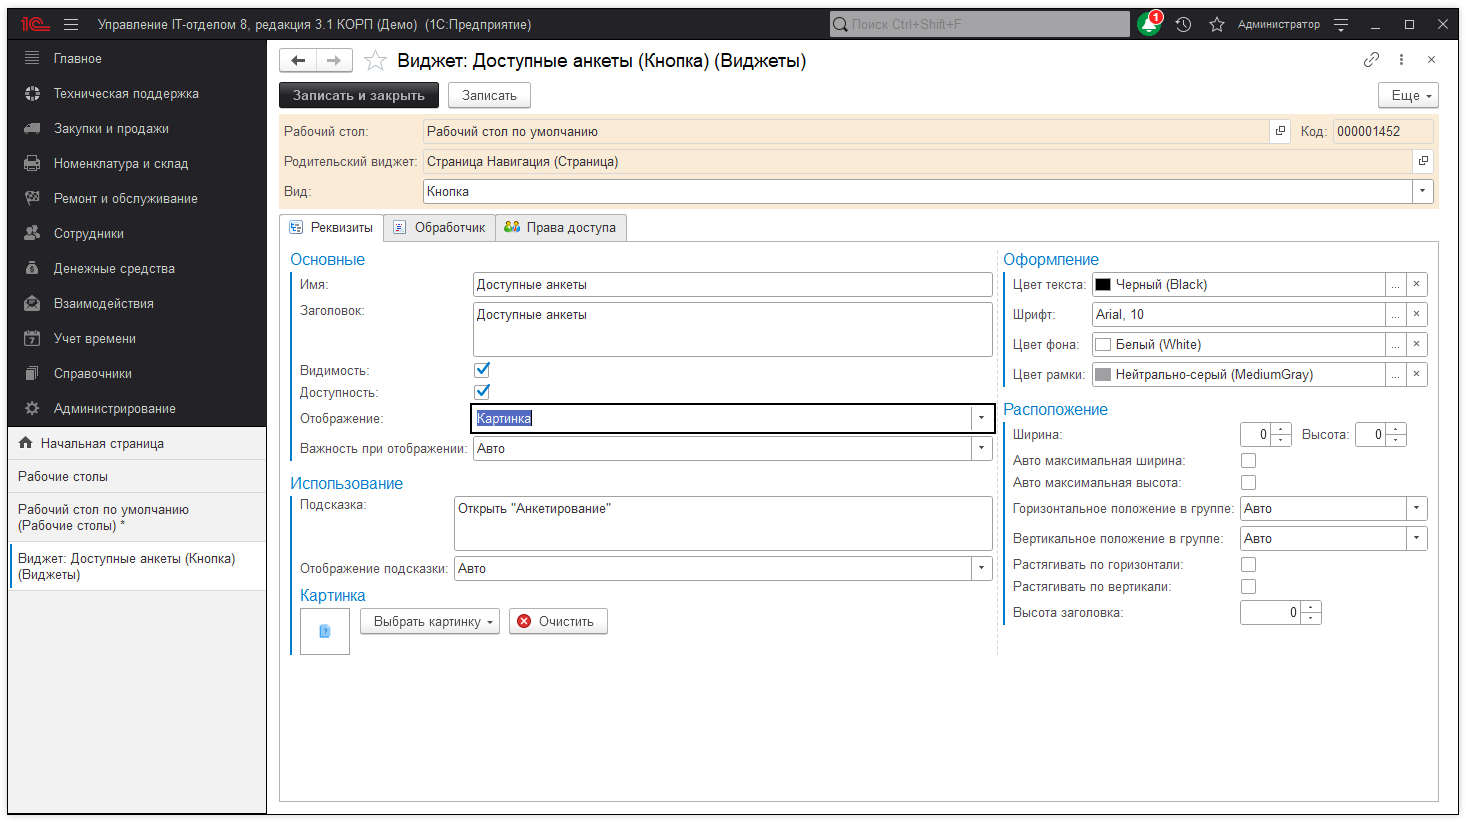 1С Управление IT-отделом 8, редакция 3.1 КОРП (Демо) (1С:Предприятие) Поиск Ctrl+Shift+F 1 Администратор
Главное
Техническая поддержка
Закупки и продажи
Номенклатура и склад
Ремонт и обслуживание
Сотрудники
Денежные средства
Взаимодействия
Учет времени
Справочники
Администрирование
Начальная страница
Рабочие столы
Рабочий стол по умолчанию
(Рабочие столы) *
Виджет: Доступные анкеты (Кнопка)
(Виджеты)
Виджет: Доступные анкеты (Кнопка) (Виджеты)
Записать и закрыть Записать Еще
Рабочий стол: Рабочий стол по умолчанию Код: 000001452
Родительский виджет: Страница Навигация (Страница)
Вид: Кнопка
Реквизиты Обработчик Права доступа
Основные
Имя: Доступные анкеты
Заголовок: Доступные анкеты
Видимость:
Доступность:
Отображение: Картинка
Важность при отображении: Авто
Использование
Подсказка: Открыть "Анкетирование"
Отображение подсказки: Авто
Картинка
Выбрать картинку Очистить
Оформление
Цвет текста: Черный (Black) ... ×
Шрифт: Arial, 10 ... ×
Цвет фона: Белый (White) ... ×
Цвет рамки: Нейтрально-серый (MediumGray) ... ×
Расположение
Ширина: 0 Высота: 0
Авто максимальная ширина:
Авто максимальная высота:
Горизонтальное положение в группе: Авто
Вертикальное положение в группе: Авто
Растягивать по горизонтали:
Растягивать по вертикали:
Высота заголовка: 0